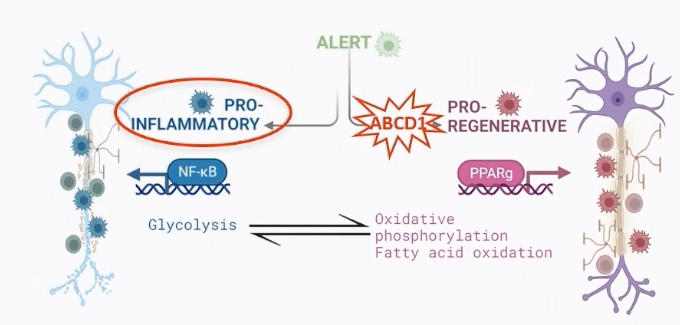 ALERT
PRO-
INFLAMMATORY
ABCD1
PRO-
REGENERATIVE
NF-κB
PPARg
Glycolysis
Oxidative
phosphorylation
Fatty acid oxidation